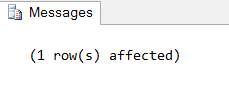 Messages
(1 row(s) affected)